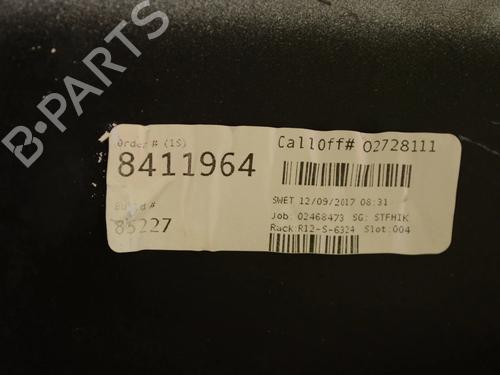 B-PARTS
Order # (1S)
8411964
Build #
85227
CallOff# 02728111
SWET 12/09/2017 08:31
Job: 02468473 SG: STFHIK
Rack:R12-S-6324 Slot:004